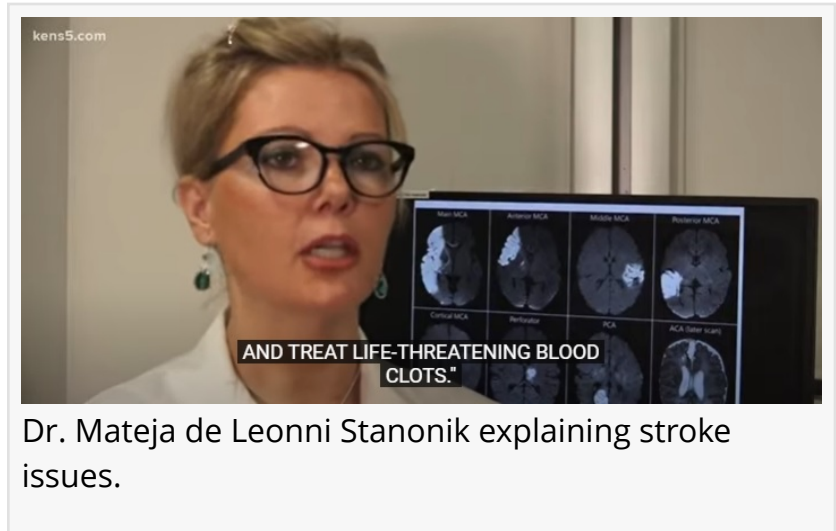 kens5.com
Main MCA
Anterior MCA
Middle MCA
Posterior MCA
Cortical MCA
Perforator
PCA
ACA (later scan)
AND TREAT LIFE-THREATENING BLOOD
CLOTS."
Dr. Mateja de Leonni Stanonik explaining stroke
issues.